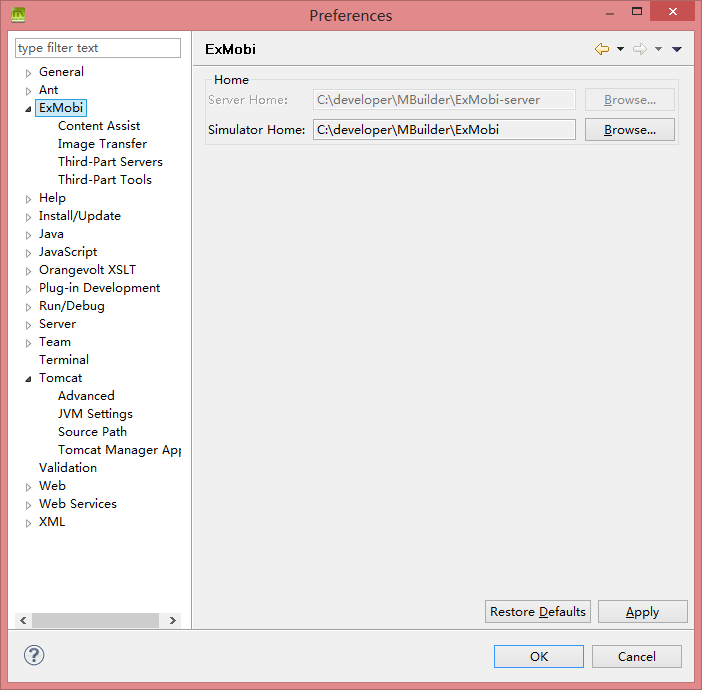 Preferences
type filter text
General
Ant
ExMobi
Content Assist
Image Transfer
Third-Part Servers
Third-Part Tools
Help
Install/Update
Java
JavaScript
Orangevolt XSLT
Plug-in Development
Run/Debug
Server
Team
Terminal
Tomcat
Advanced
JVM Settings
Source Path
Tomcat Manager App
Validation
Web
Web Services
XML
ExMobi
Home
Server Home: C:\developer\MBuilder\ExMobi-server Browse...
Simulator Home: C:\developer\MBuilder\ExMobi Browse...
Restore Defaults Apply
OK Cancel